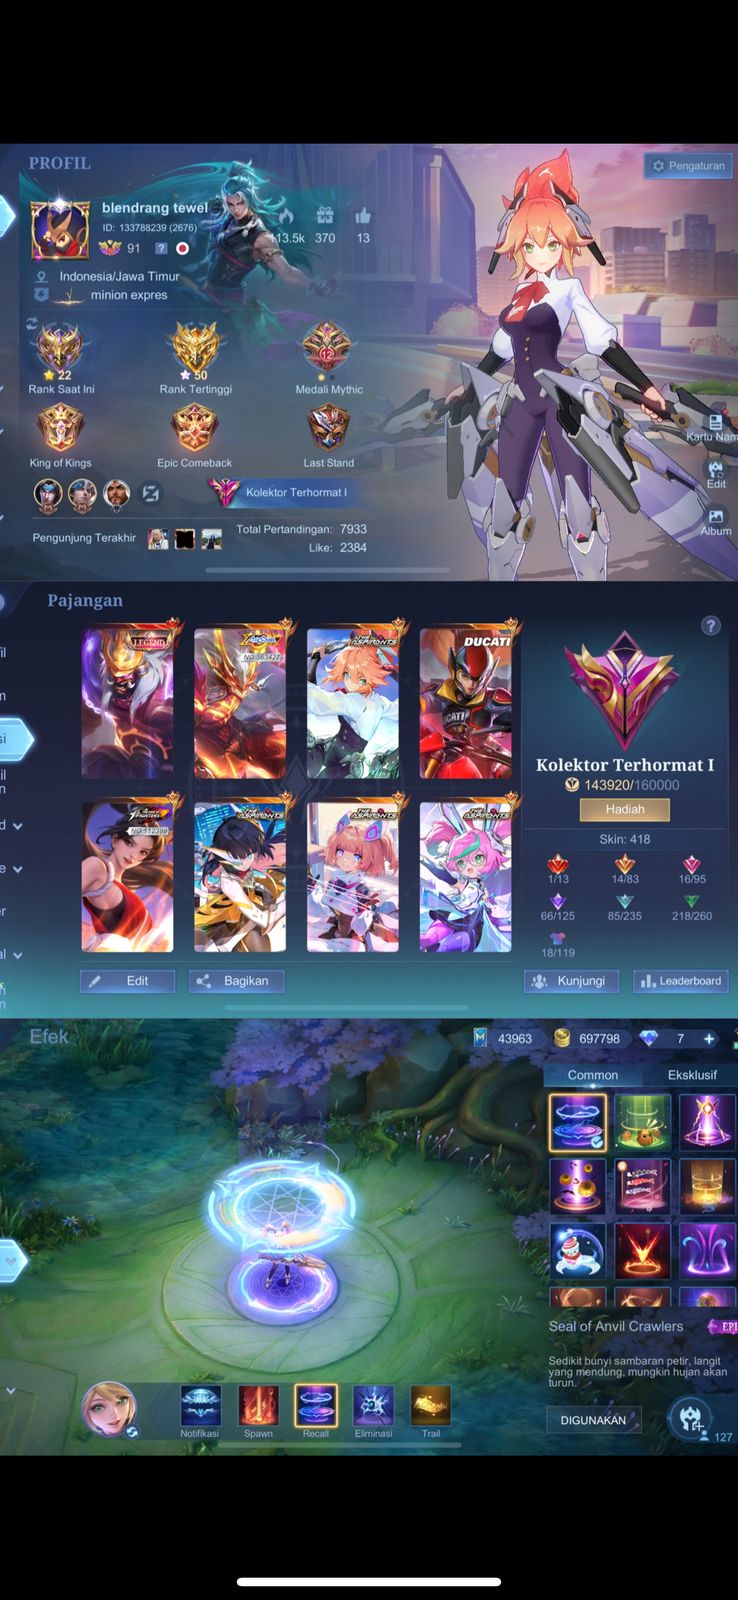 PROFIL
Pengaturan
blendrang tewel
ID: 133788239 (2676)
113.5k 370 13
91 ?
Indonesia/Jawa Timur
minion expres
22 50 12
Rank Saat Ini Rank Tertinggi Medali Mythic
King of Kings Epic Comeback Last Stand
Kartu Nam
Edit
Album
Kolektor Terhormat I
Total Pertandingan: 7933
Pengunjung Terakhir
Like: 2384
Pajangan
?
LEGEND
THE ASPIRANTS
DUCATI
Kolektor Terhormat I
143920/160000
Hadiah
THE ASPIRANTS
THE ASPIRANTS
THE ASPIRANTS
Skin: 418
1/13 14/83 16/95
66/125 85/235 218/260
18/119
Edit Bagikan Kunjungi Leaderboard
Efek
43963 697798 7 +
Common Eksklusif
Seal of Anvil Crawlers EPI
Sedikit bunyi sambaran petir, langit
yang mendung, mungkin hujan akan
turun.
DIGUNAKAN
127
Notifikasi Spawn Recall Eliminasi Trail